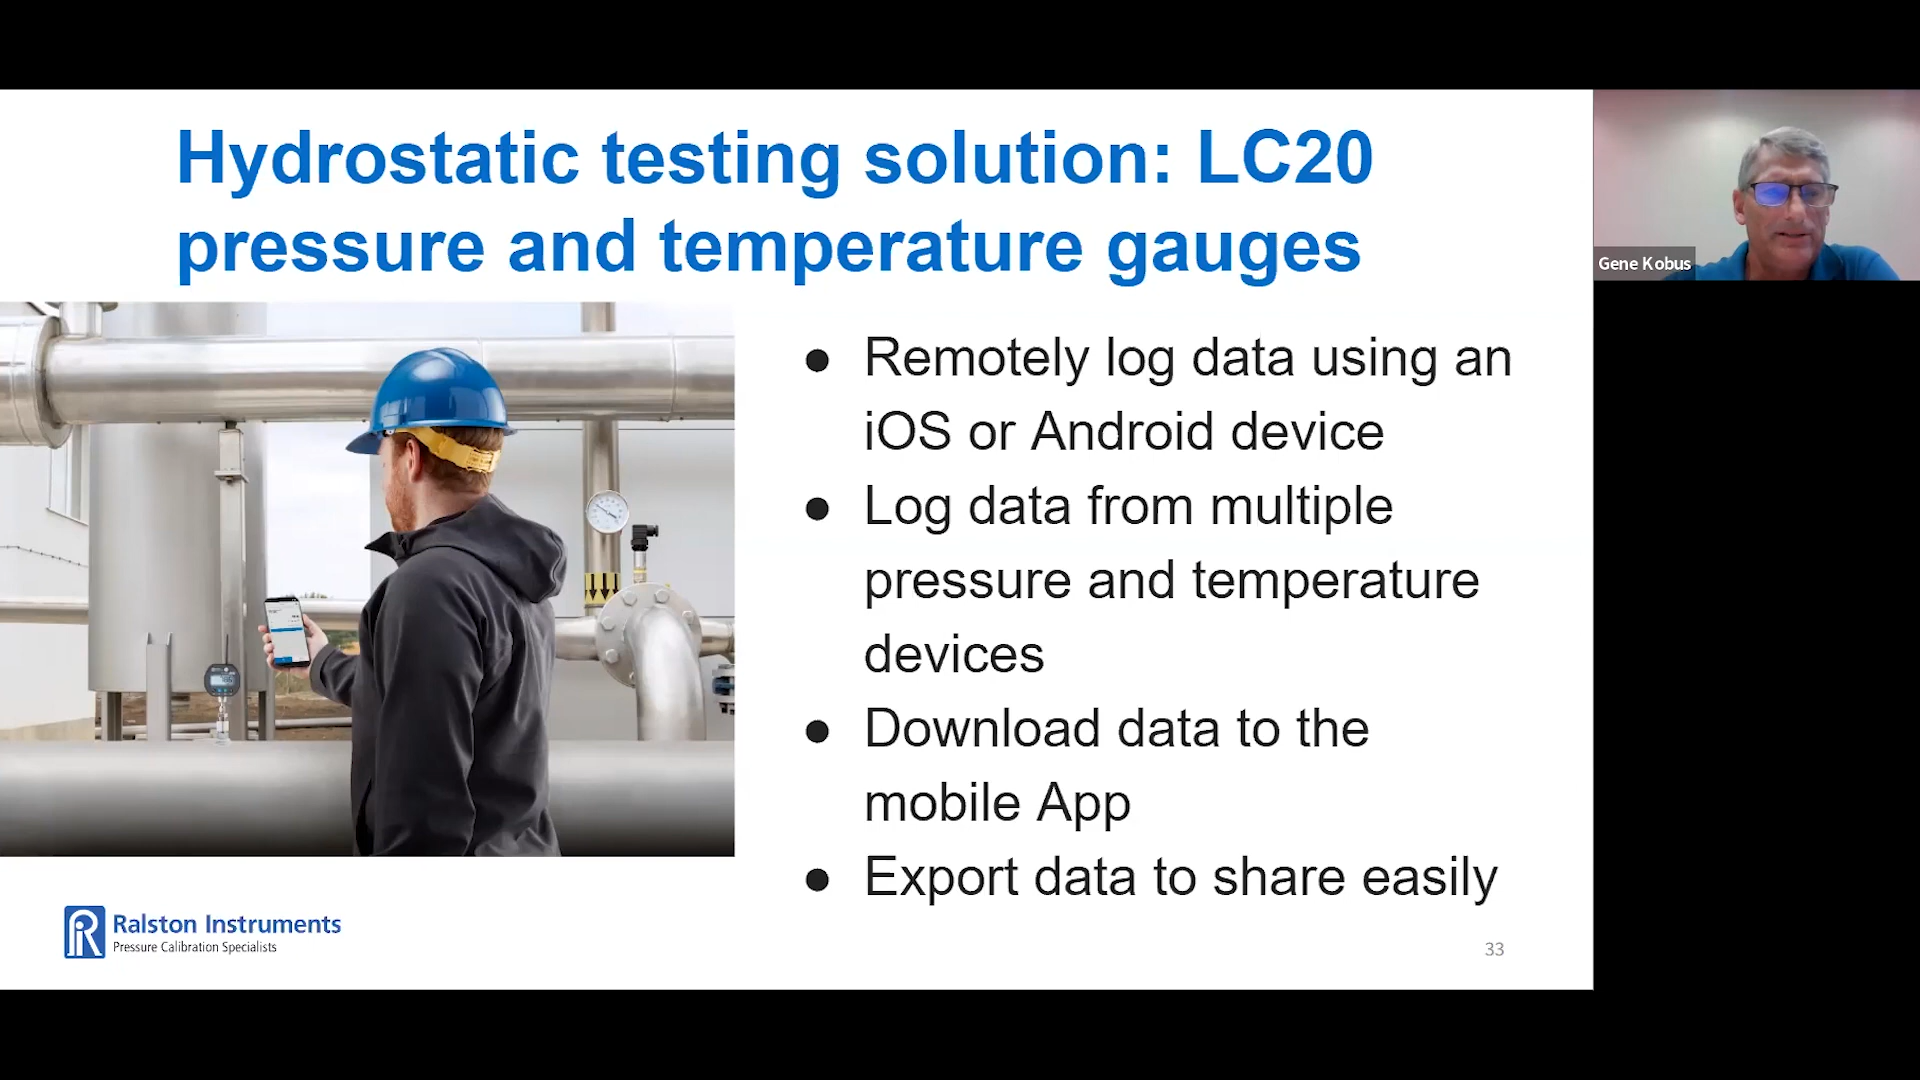 Hydrostatic testing solution: LC20
pressure and temperature gauges
● Remotely log data using an
iOS or Android device
● Log data from multiple
pressure and temperature
devices
● Download data to the
mobile App
● Export data to share easily
Ralston Instruments
Pressure Calibration Specialists
33
Gene Kobus